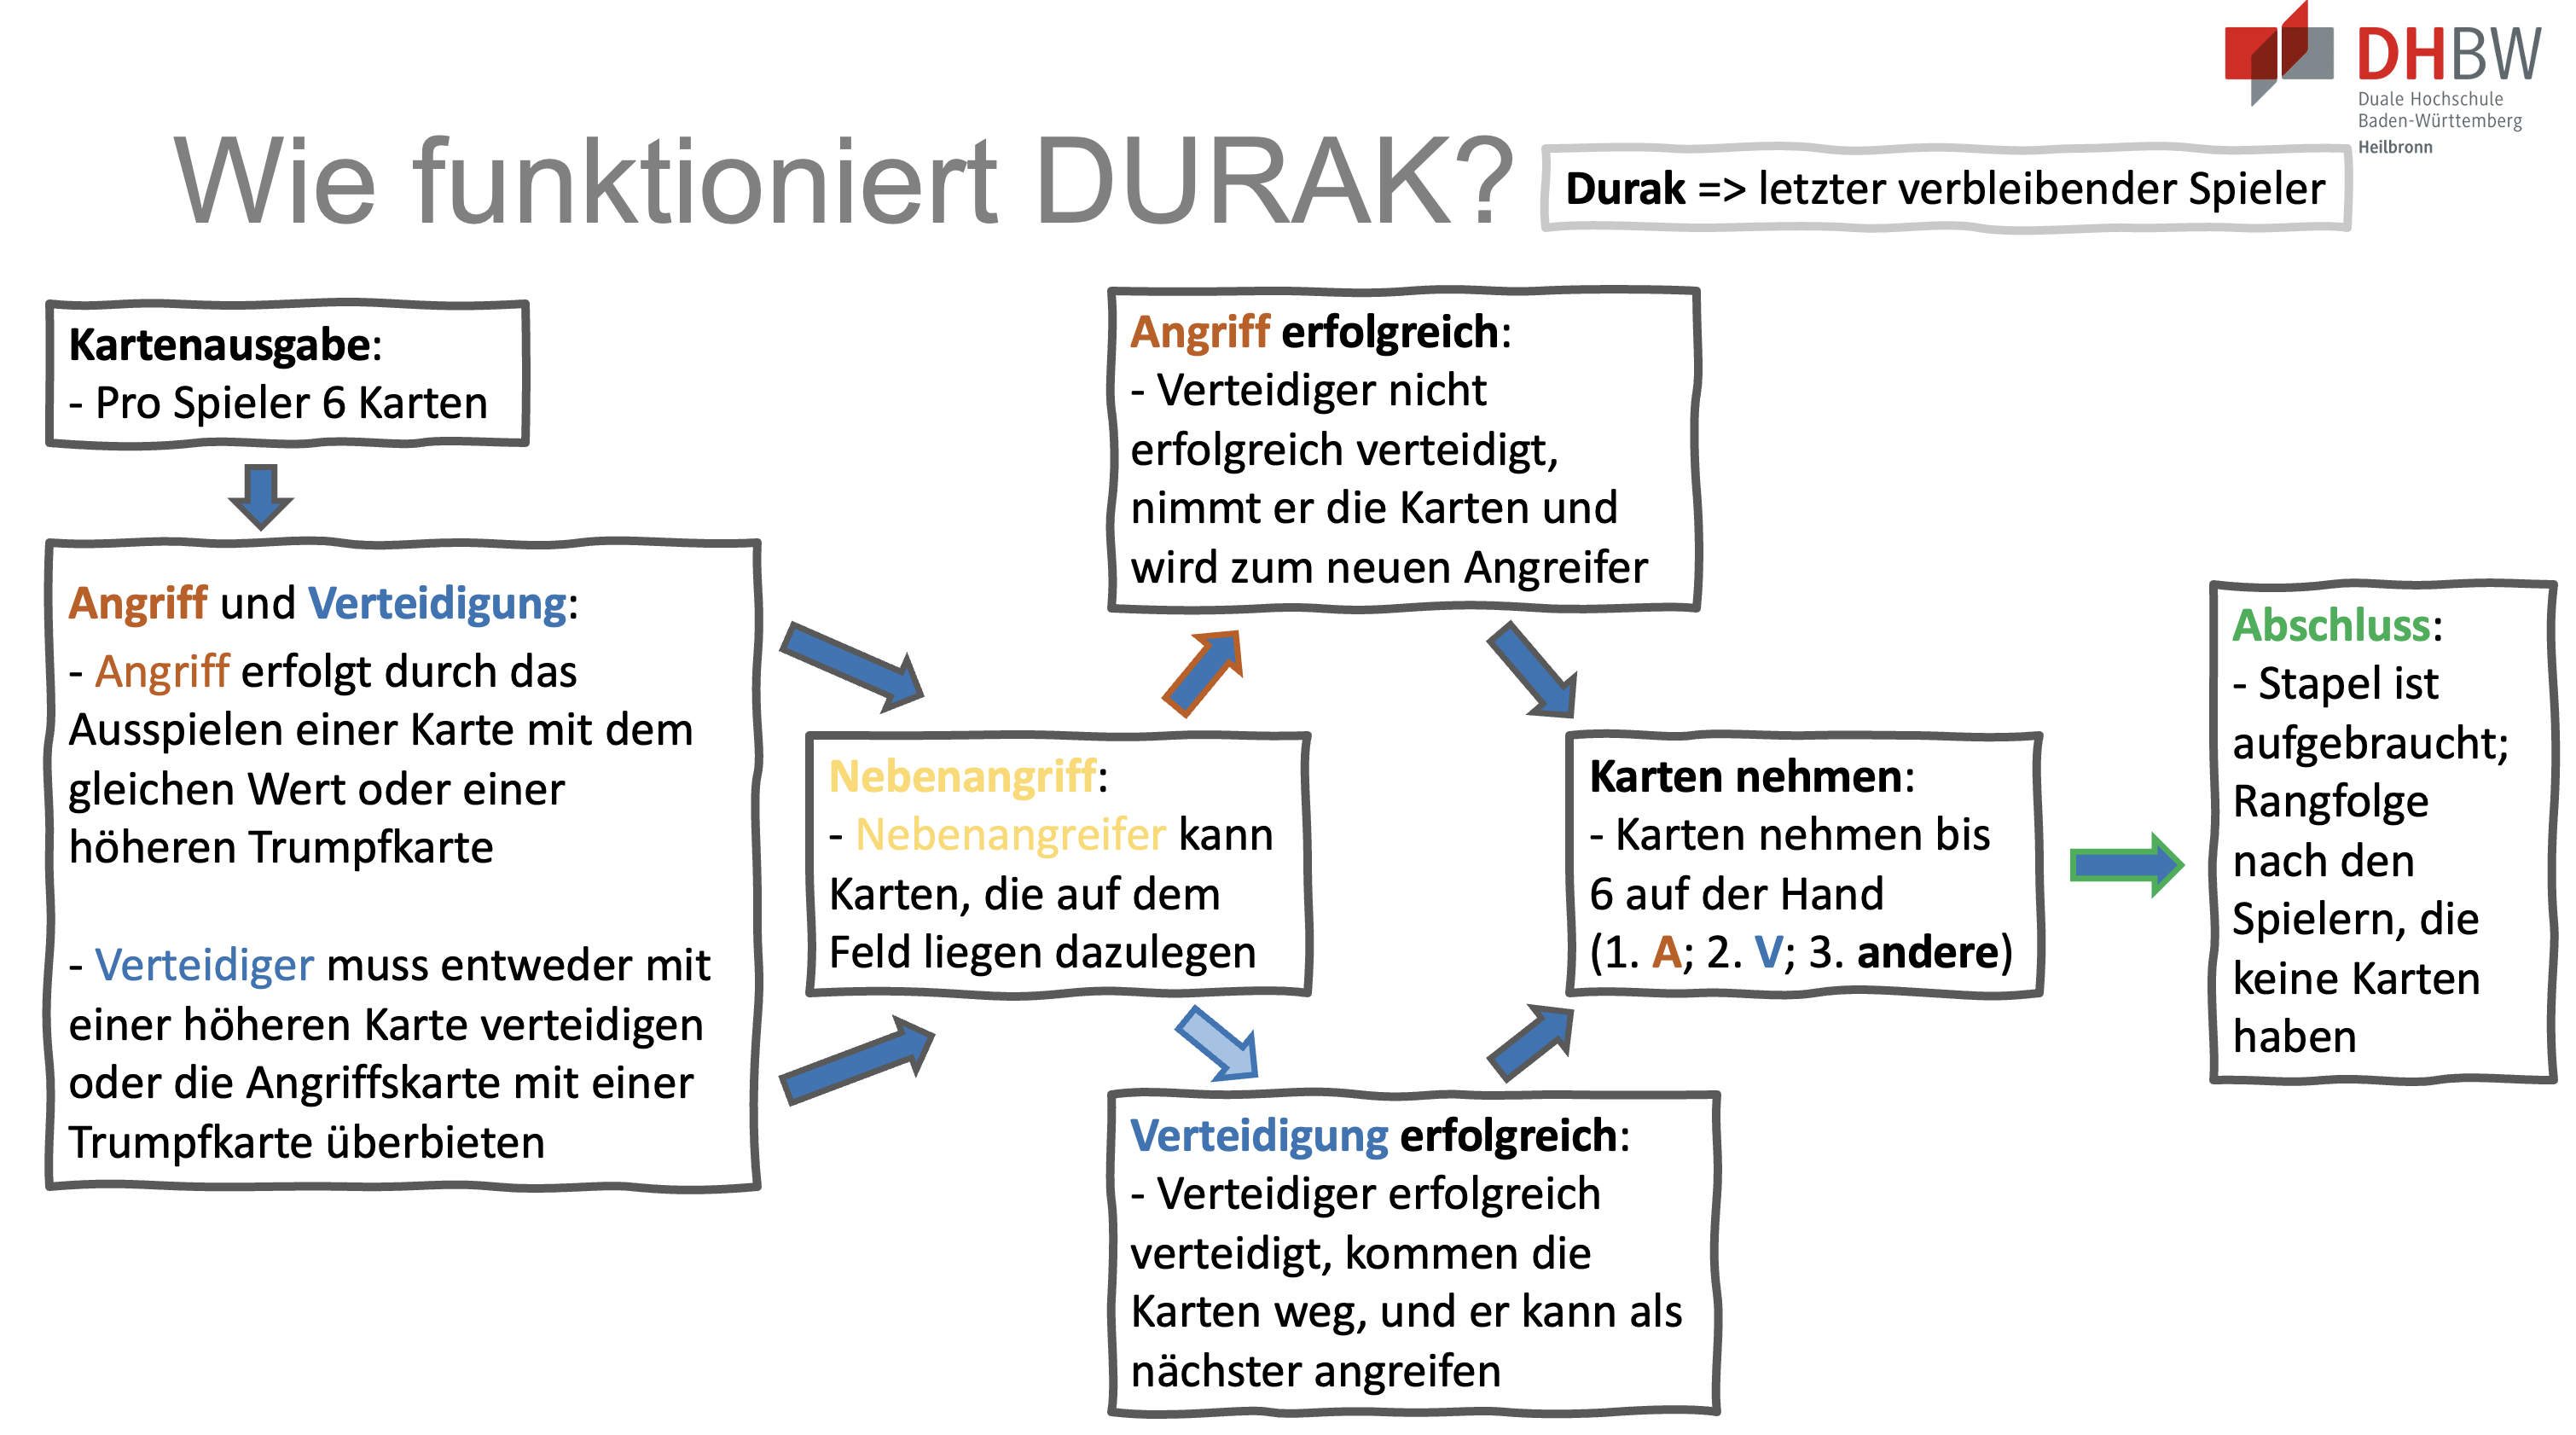 DHBW
Duale Hochschule
Baden-Württemberg
Heilbronn
Wie funktioniert DURAK?
Durak => letzter verbleibender Spieler
Kartenausgabe:
- Pro Spieler 6 Karten
Angriff und Verteidigung:
- Angriff erfolgt durch das
Ausspielen einer Karte mit dem
gleichen Wert oder einer
höheren Trumpfkarte
- Verteidiger muss entweder mit
einer höheren Karte verteidigen
oder die Angriffskarte mit einer
Trumpfkarte überbieten
Nebenangriff:
- Nebenangreifer kann
Karten, die auf dem
Feld liegen dazulegen
Angriff erfolgreich:
- Verteidiger nicht
erfolgreich verteidigt,
nimmt er die Karten und
wird zum neuen Angreifer
Verteidigung erfolgreich:
- Verteidiger erfolgreich
verteidigt, kommen die
Karten weg, und er kann als
nächster angreifen
Karten nehmen:
- Karten nehmen bis
6 auf der Hand
(1. A; 2. V; 3. andere)
Abschluss:
- Stapel ist
aufgebraucht;
Rangfolge
nach den
Spielern, die
keine Karten
haben